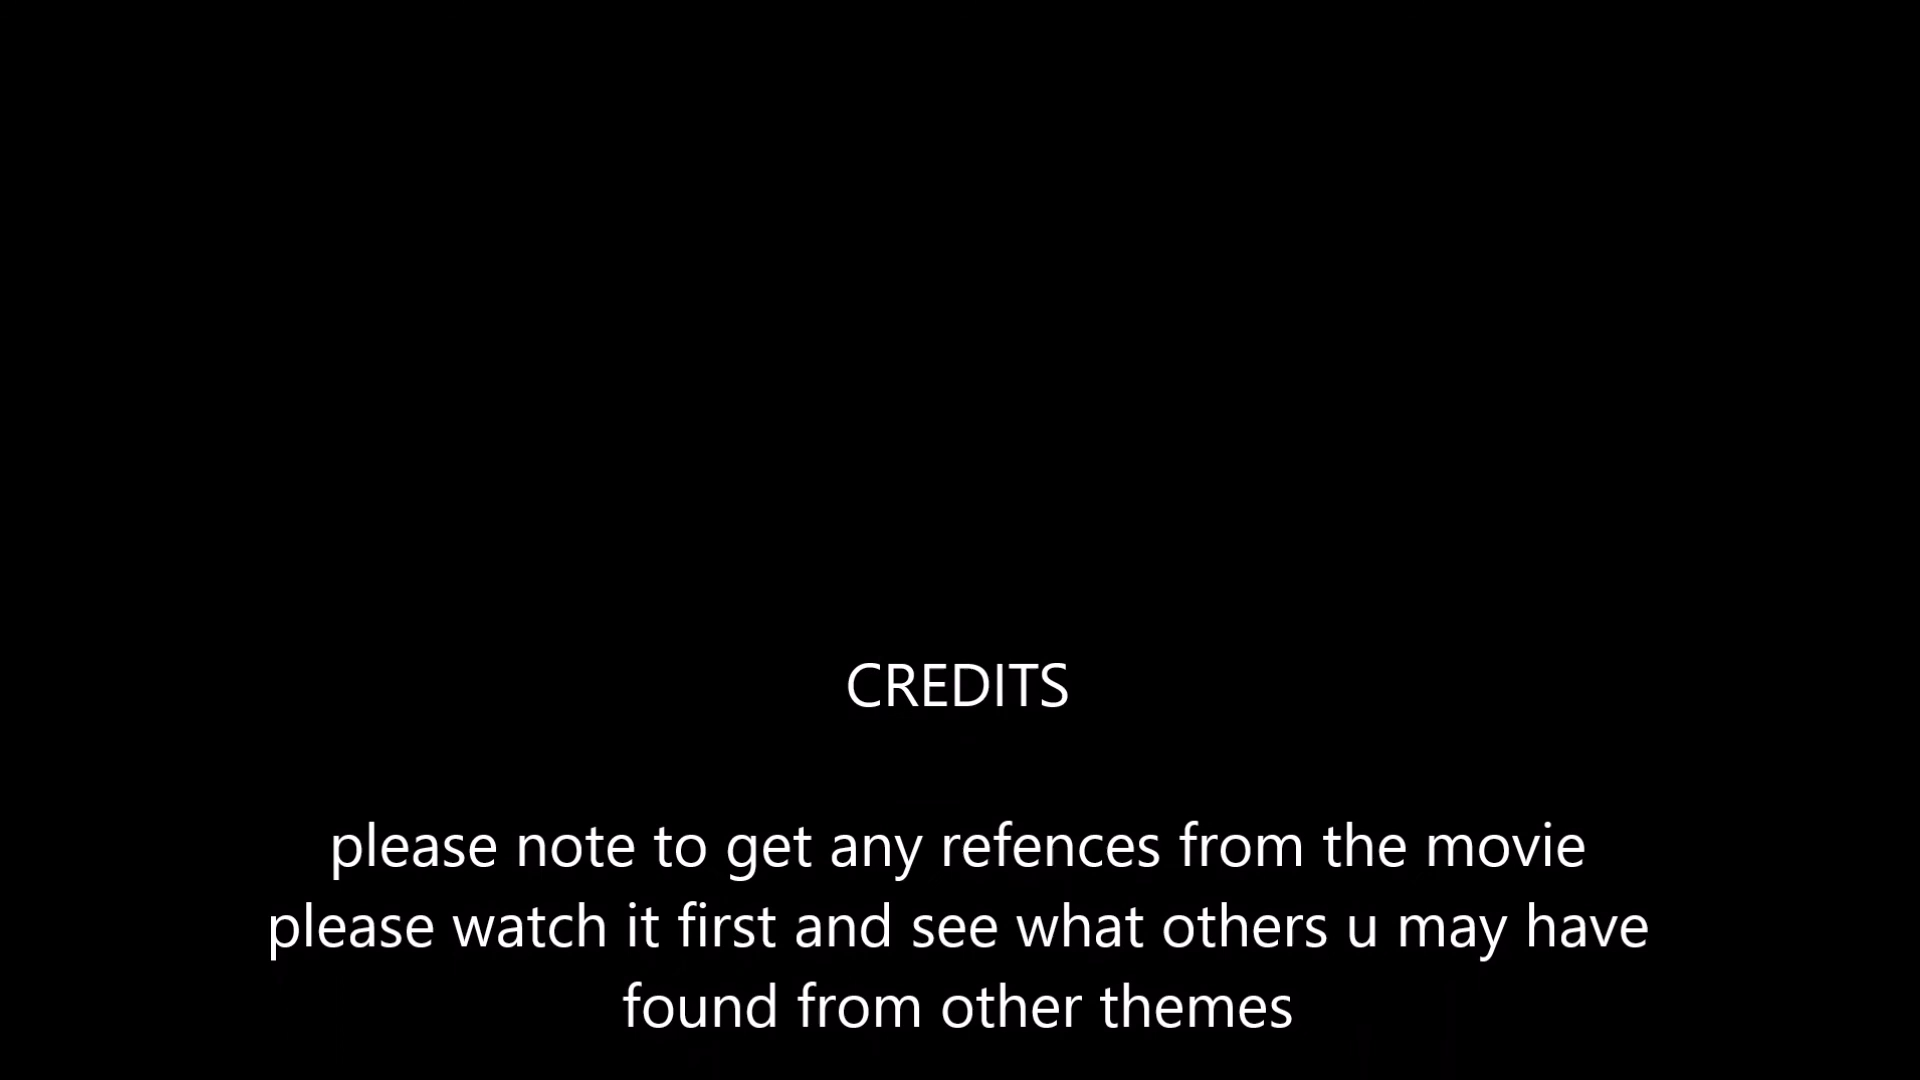 CREDITS
please note to get any refences from the movie
please watch it first and see what others u may have
found from other themes